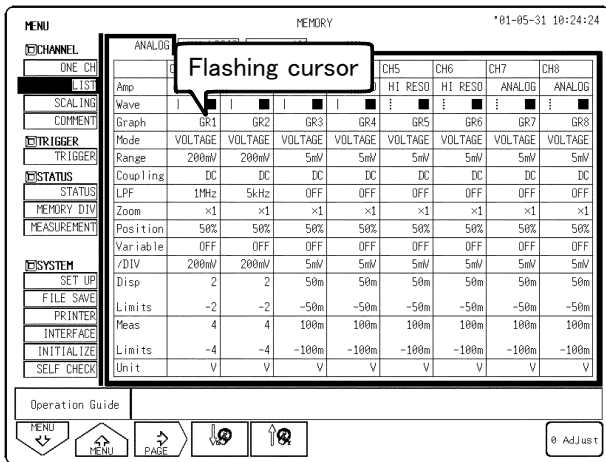 MENU MEMORY '01-05-31 10:24:24
CHANNEL
ONE CH
LIST
SCALING
COMMENT
TRIGGER
TRIGGER
STATUS
STATUS
MEMORY DIV
MEASUREMENT
SYSTEM
SET UP
FILE SAVE
PRINTER
INTERFACE
INITIALIZE
SELF CHECK
ANALOG
Flashing cursor
CH5 CH6 CH7 CH8
Amp HI RESO HI RESO ANALOG ANALOG
Wave
Graph GR1 GR2 GR3 GR4 GR5 GR6 GR7 GR8
Mode VOLTAGE VOLTAGE VOLTAGE VOLTAGE VOLTAGE VOLTAGE VOLTAGE VOLTAGE
Range 200mV 200mV 5mV 5mV 5mV 5mV 5mV 5mV
Coupling DC DC DC DC DC DC DC DC
LPF 1MHz 5kHz OFF OFF OFF OFF OFF OFF
Zoom ×1 ×1 ×1 ×1 ×1 ×1 ×1 ×1
Position 50% 50% 50% 50% 50% 50% 50% 50%
Variable OFF OFF OFF OFF OFF OFF OFF OFF
/DIV 200mV 200mV 5mV 5mV 5mV 5mV 5mV 5mV
Disp 2 2 50m 50m 50m 50m 50m 50m
Limits -2 -2 -50m -50m -50m -50m -50m -50m
Meas 4 4 100m 100m 100m 100m 100m 100m
Limits -4 -4 -100m -100m -100m -100m -100m -100m
Unit V V V V V V V V
Operation Guide
MENU
MENU
PAGE
0 Adjust